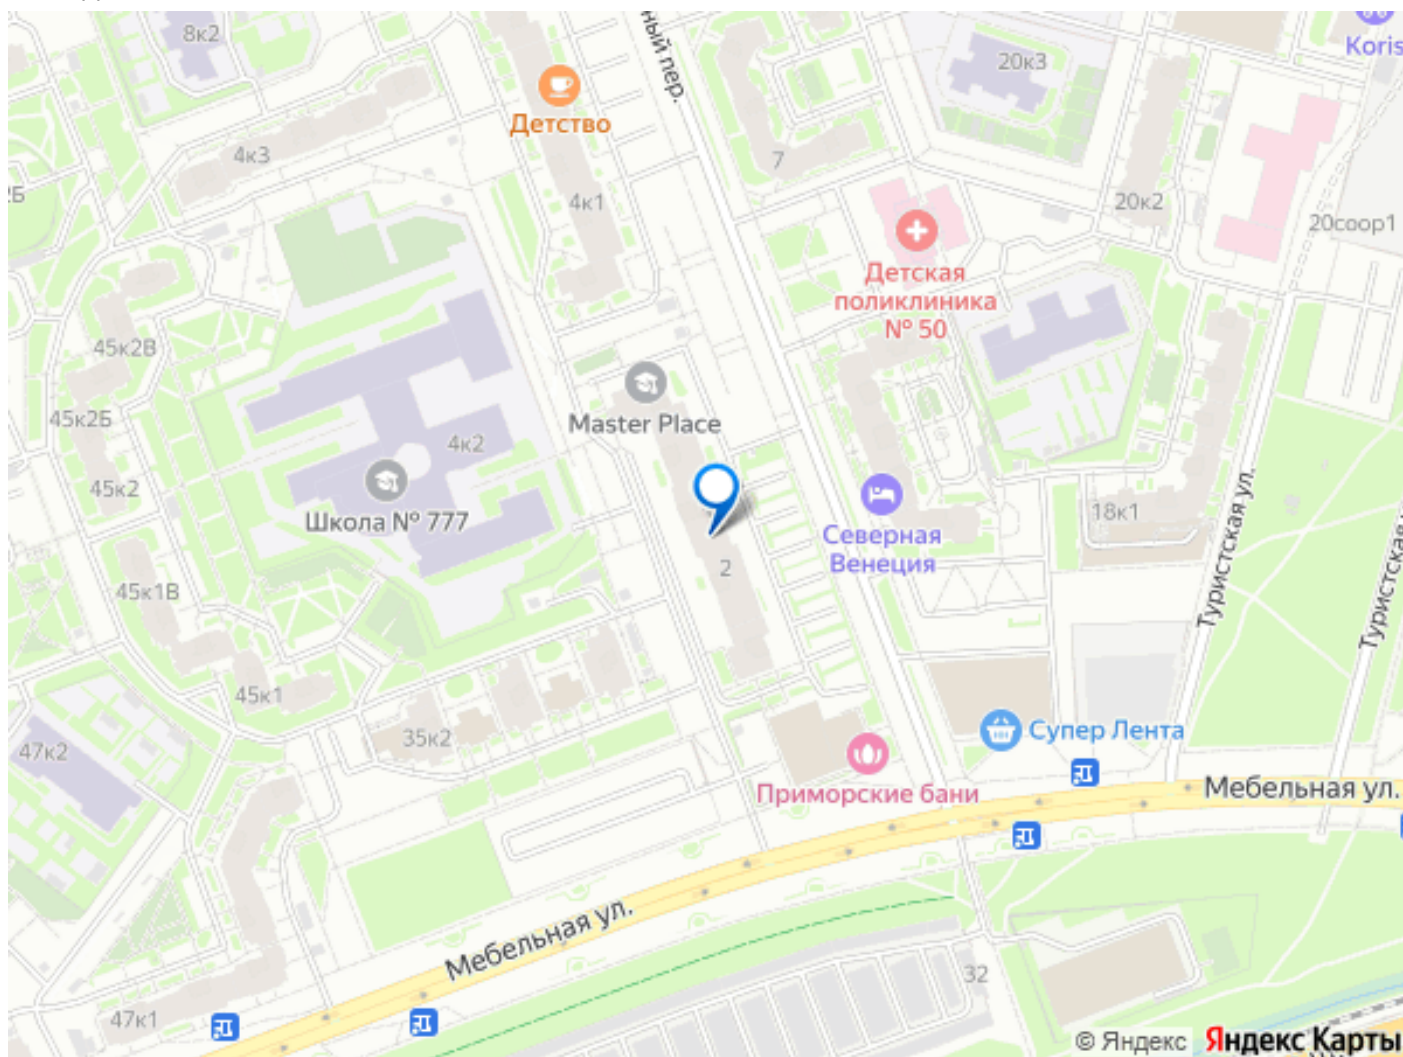 8к2
ный пер.
20к3
Koris
Детство
4к3
7
2Б
4к1
20к2
20соор1
Детская
поликлиника
№ 50
45к2В
45к2Б
Master Place
4к2
45к2
Школа № 777
18к1
Северная
Венеция
2
45к1В
Туристская ул.
Туристская
45к1
35к2
47к2
Супер Лента
Приморские бани
Мебельная ул.
Мебельная ул.
32
47к1
© Яндекс Яндекс Карты